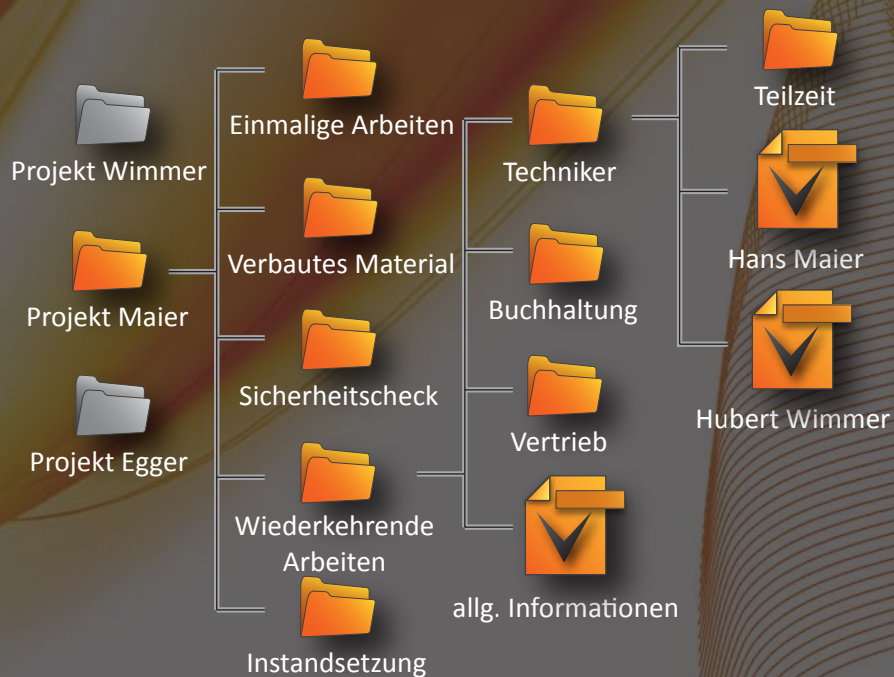 Projekt Wimmer
Projekt Maier
Projekt Egger
Einmalige Arbeiten
Verbautes Material
Sicherheitscheck
Wiederkehrende
Arbeiten
Instandsetzung
Techniker
Buchhaltung
Vertrieb
allg. Informationen
Teilzeit
Hans Maier
Hubert Wimmer